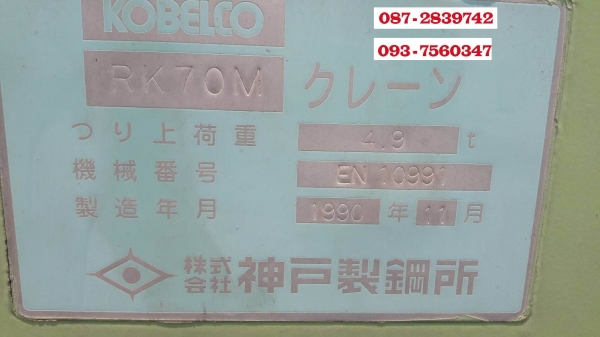 087-2839742
093-7560347
KOBELCO
RK70M クレーン
つり上荷重 4.9 t
機械番号 EN 10991
製造年月 1990 年 11 月
株式会社 神戸製鋼所